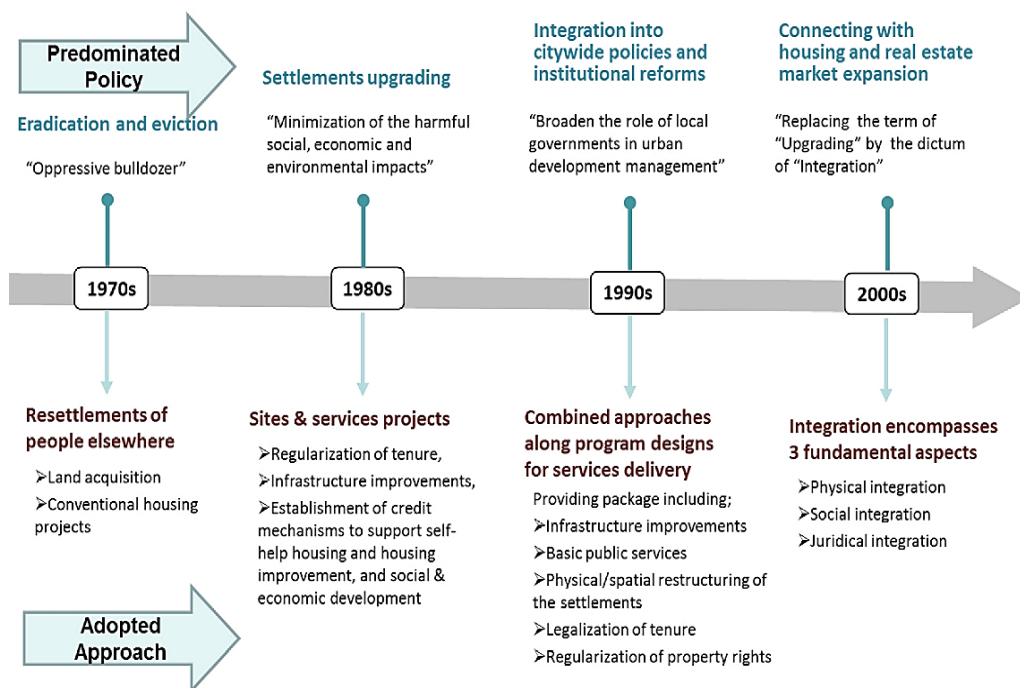 Predominated
Policy
Eradication and eviction
“Oppressive bulldozer”
Settlements upgrading
“Minimization of the harmful
social, economic and
environmental impacts”
Integration into
citywide policies and
institutional reforms
“Broaden the role of local
governments in urban
development management”
Connecting with
housing and real estate
market expansion
“Replacing the term of
“Upgrading” by the dictum
of “Integration”
1970s
1980s
1990s
2000s
Resettlements of
people elsewhere
➢Land acquisition
➢Conventional housing
projects
Sites & services projects
➢Regularization of tenure,
➢Infrastructure improvements,
➢Establishment of credit
mechanisms to support self-
help housing and housing
improvement, and social &
economic development
Combined approaches
along program designs
for services delivery
Providing package including;
➢Infrastructure improvements
➢Basic public services
➢Physical/spatial restructuring of
the settlements
➢Legalization of tenure
➢Regularization of property rights
Integration encompasses
3 fundamental aspects
➢Physical integration
➢Social integration
➢Juridical integration
Adopted
Approach